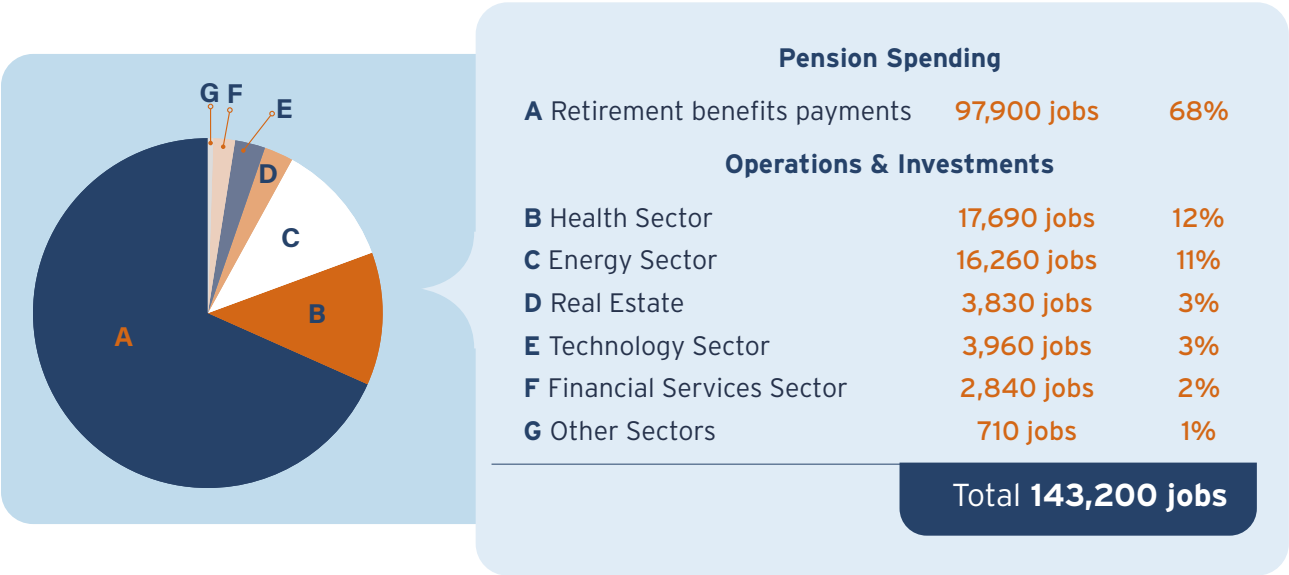 G F E
D
C
B
A
Pension Spending
A Retirement benefits payments 97,900 jobs 68%
Operations & Investments
B Health Sector 17,690 jobs 12%
C Energy Sector 16,260 jobs 11%
D Real Estate 3,830 jobs 3%
E Technology Sector 3,960 jobs 3%
F Financial Services Sector 2,840 jobs 2%
G Other Sectors 710 jobs 1%
Total 143,200 jobs